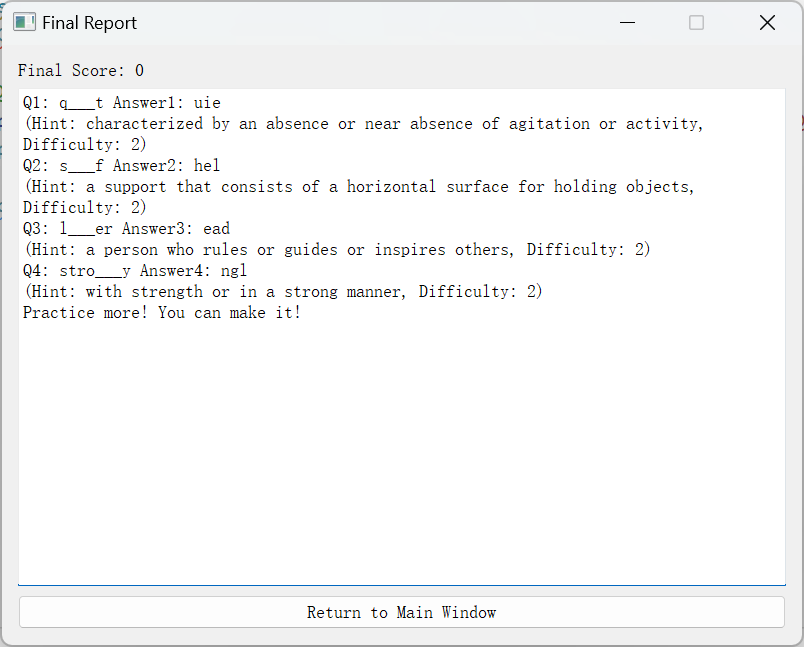 Final Report
Final Score: 0
Q1: q___t Answer1: uie
(Hint: characterized by an absence or near absence of agitation or activity,
Difficulty: 2)
Q2: s___f Answer2: hel
(Hint: a support that consists of a horizontal surface for holding objects,
Difficulty: 2)
Q3: l___er Answer3: ead
(Hint: a person who rules or guides or inspires others, Difficulty: 2)
Q4: stro___y Answer4: ngl
(Hint: with strength or in a strong manner, Difficulty: 2)
Practice more! You can make it!
Return to Main Window